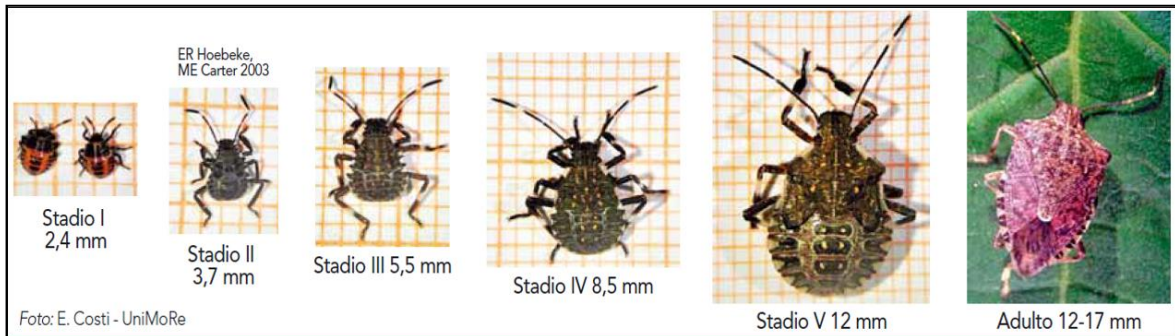 ER Hoebeke,
ME Carter 2003
Stadio I
2,4 mm
Stadio II
3,7 mm
Stadio III 5,5 mm
Stadio IV 8,5 mm
Stadio V 12 mm
Adulto 12-17 mm
Foto: E. Costi - UniMoRe